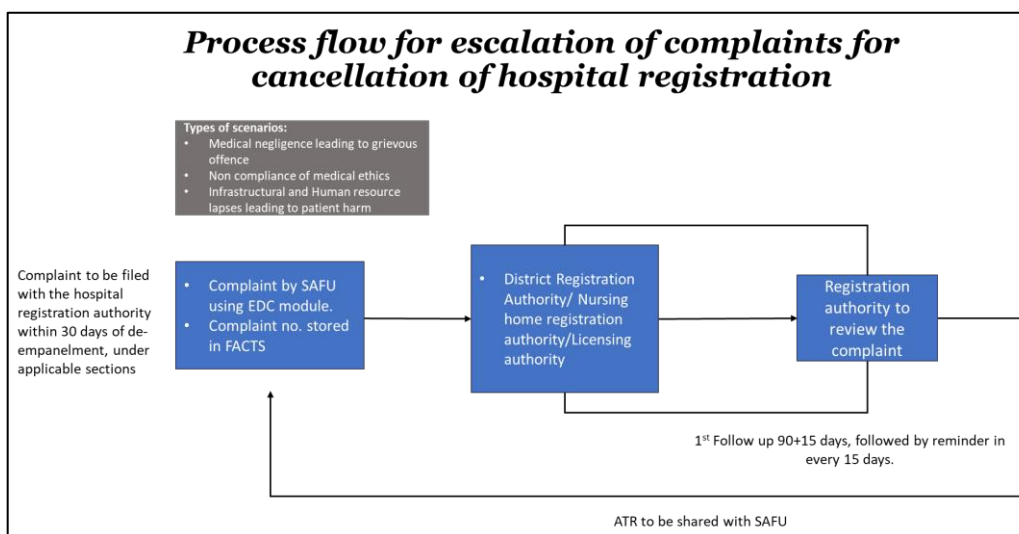 Process flow for escalation of complaints for
cancellation of hospital registration
Types of scenarios:
• Medical negligence leading to grievous
offence
• Non compliance of medical ethics
• Infrastructural and Human resource
lapses leading to patient harm
Complaint to be filed
with the hospital
registration authority
within 30 days of de-
empanelment, under
applicable sections
• Complaint by SAFU
using EDC module.
• Complaint no. stored
in FACTS
• District Registration
Authority/ Nursing
home registration
authority/Licensing
authority
Registration
authority to
review the
complaint
1st Follow up 90+15 days, followed by reminder in
every 15 days.
ATR to be shared with SAFU